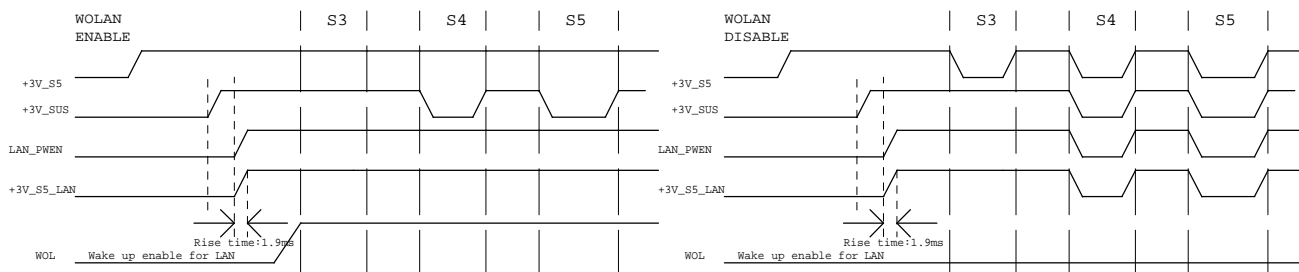 WOLAN
ENABLE
S3
S4
S5
+3V_S5
+3V_SUS
LAN_PWEN
+3V_S5_LAN
Rise time:1.9ms
WOL
Wake up enable for LAN
WOLAN
DISABLE
S3
S4
S5
+3V_S5
+3V_SUS
LAN_PWEN
+3V_S5_LAN
Rise time:1.9ms
WOL
Wake up enable for LAN